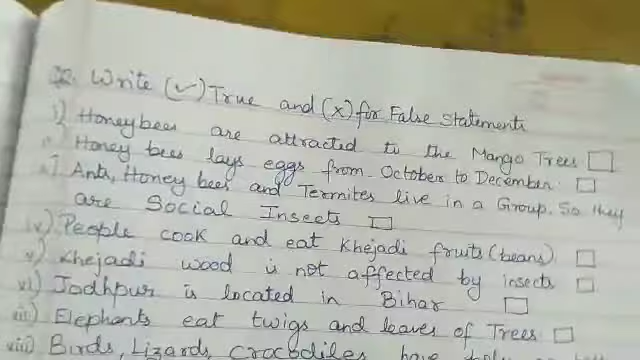 Q2. Write (✓) True and (x) for False Statements
i) Honeybees are attracted to the Mango Trees
ii) Honey bees lays eggs from October to December.
iii) Ants, Honey bees and Termites live in a Group. So they
are Social Insects
iv) People cook and eat Khejadi fruits (beans)
v) Khejadi wood is not affected by insects
vi) Jodhpur is located in Bihar
vii) Elephants eat twigs and leaves of Trees
viii) Birds, Lizards, Crocodiles have